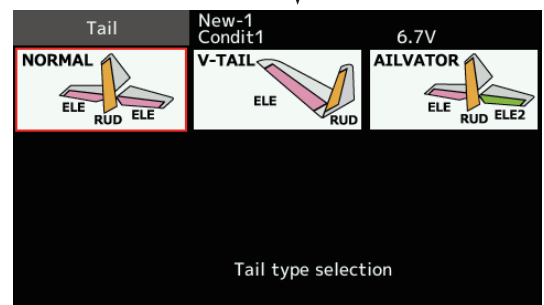 Tail
New-1
Condit1
6.7V
NORMAL
ELE
RUD
ELE
V-TAIL
ELE
RUD
AILVATOR
ELE
RUD
ELE2
Tail type selection